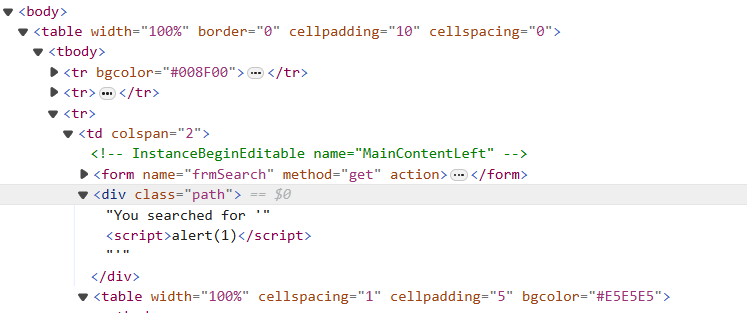 <body>
<table width="100%" border="0" cellpadding="10" cellspacing="0">
<tbody>
<tr bgcolor="#008F00"> … </tr>
<tr> … </tr>
<tr>
<td colspan="2">
<!-- InstanceBeginEditable name="MainContentLeft" -->
<form name="frmSearch" method="get" action> … </form>
<div class="path"> == $0
"You searched for '"
<script>alert(1)</script>
"'"
</div>
<table width="100%" cellspacing="1" cellpadding="5" bgcolor="#E5E5E5">